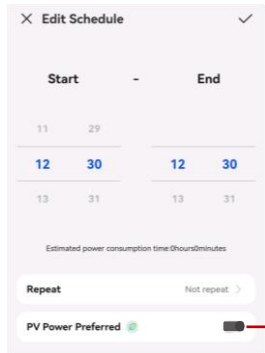 Edit Schedule
Start - End
11 29
12 30 12 30
13 31 13 31
Estimated power consumption time:0hours0minutes
Repeat Not repeat
PV Power Preferred